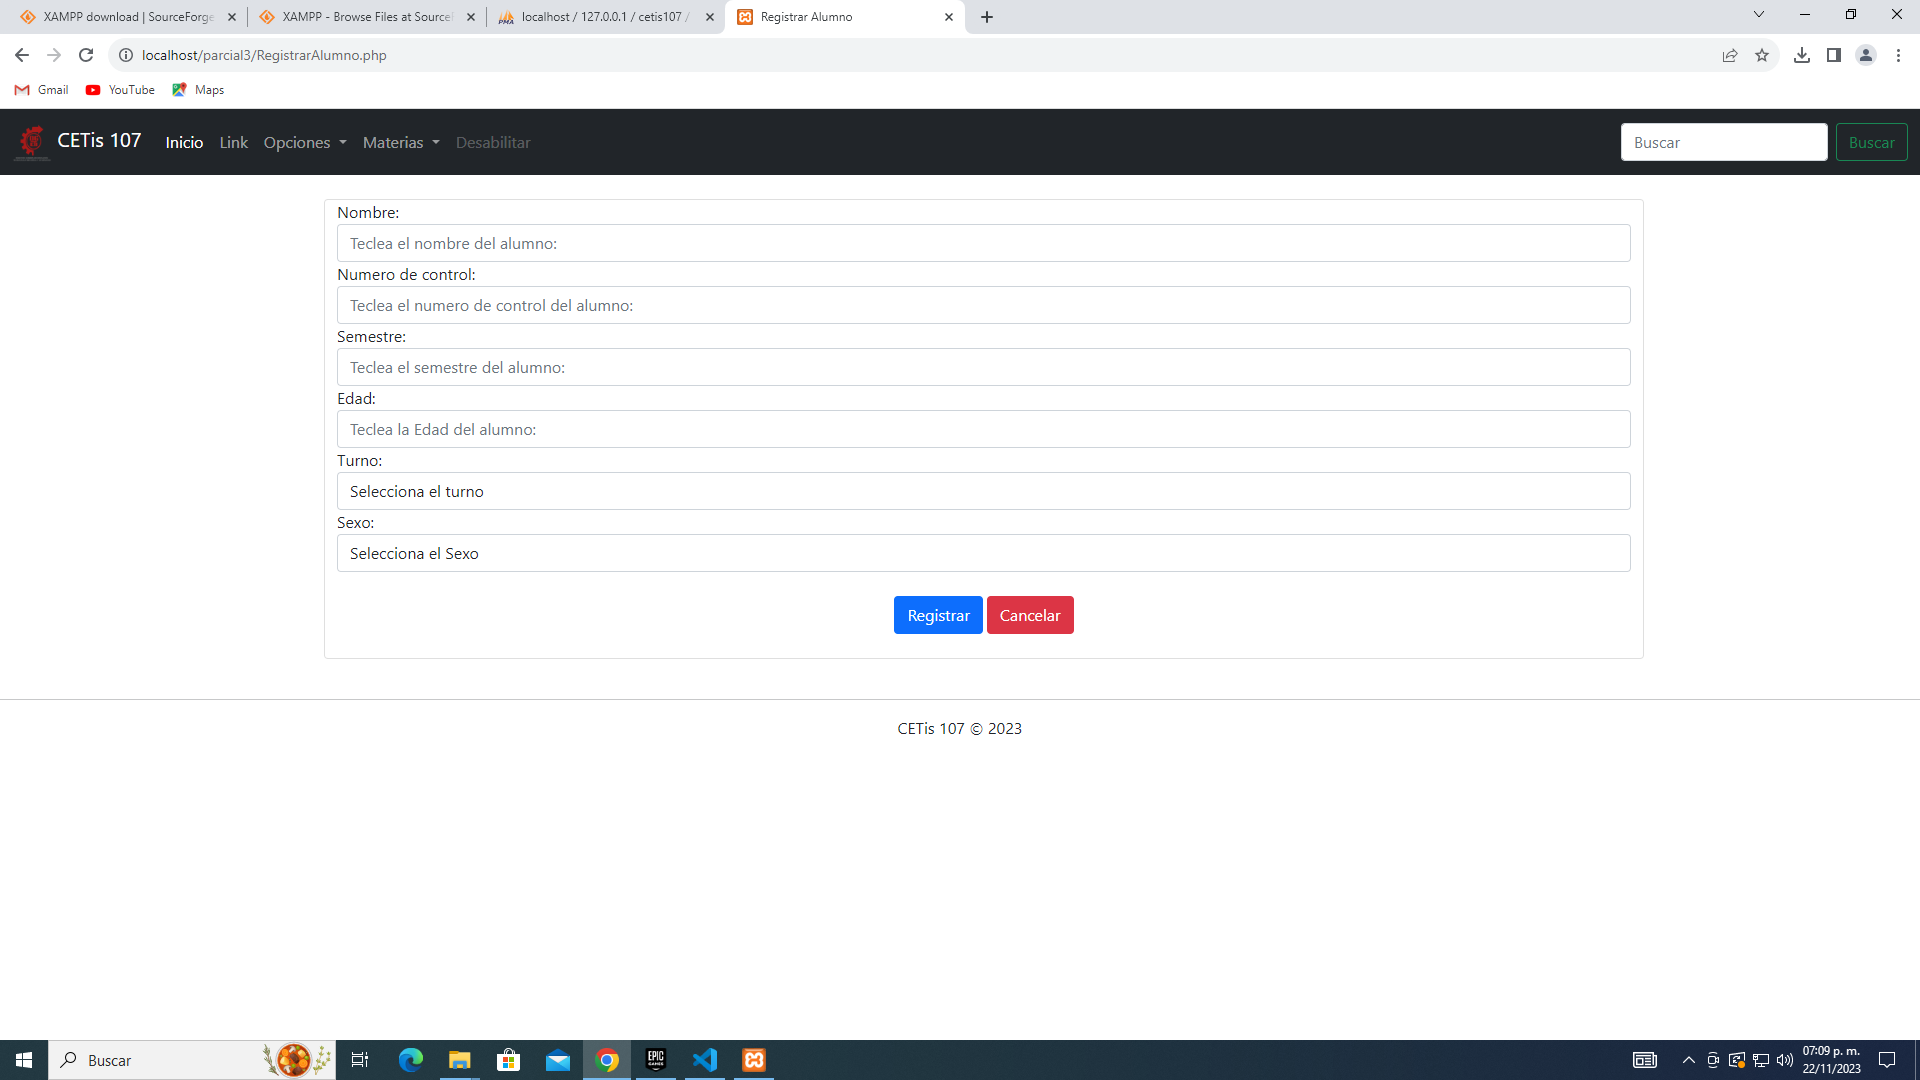 XAMPP download | SourceForge
XAMPP - Browse Files at Source
localhost / 127.0.0.1 / cetis107 /
Registrar Alumno
localhost/parcial3/RegistrarAlumno.php
Gmail YouTube Maps
CETis 107 Inicio Link Opciones Materias Desabilitar Buscar Buscar
Nombre:
Teclea el nombre del alumno:
Numero de control:
Teclea el numero de control del alumno:
Semestre:
Teclea el semestre del alumno:
Edad:
Teclea la Edad del alumno:
Turno:
Selecciona el turno
Sexo:
Selecciona el Sexo
Registrar Cancelar
CETis 107 © 2023
Buscar
EPIC GAMES
07:09 p. m.
22/11/2023